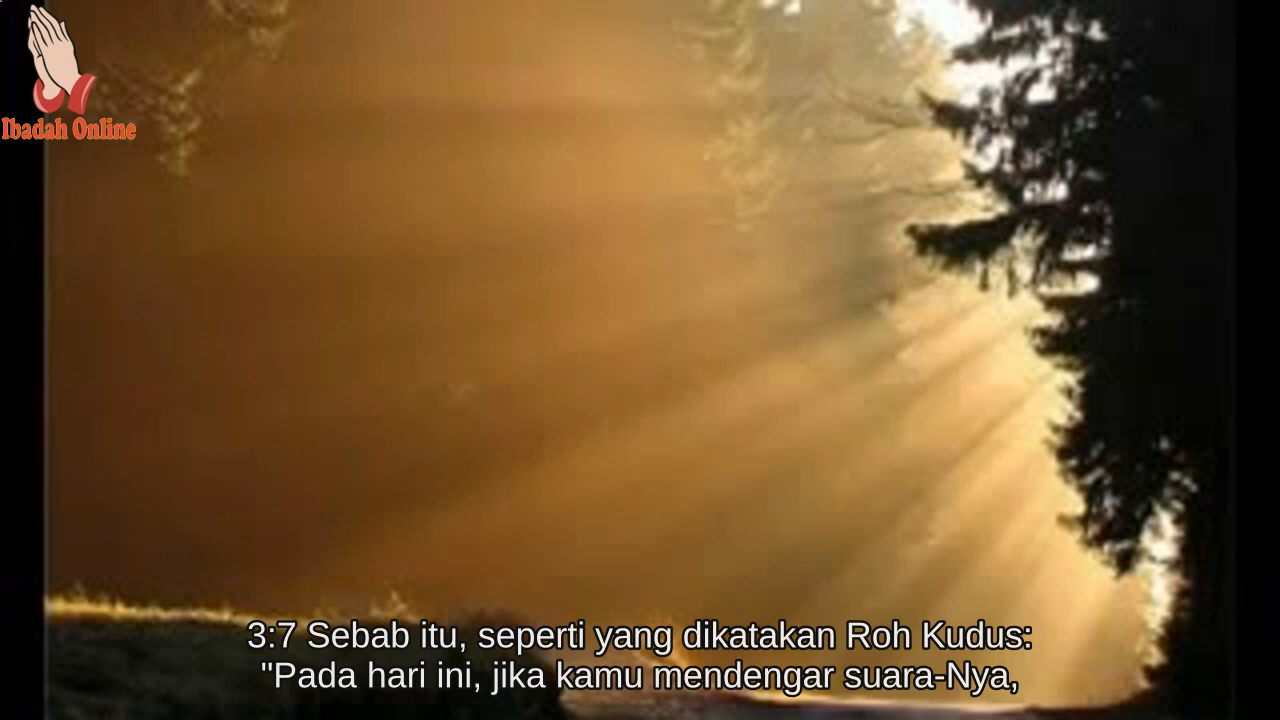 Ibadah Online
3:7 Sebab itu, seperti yang dikatakan Roh Kudus:
"Pada hari ini, jika kamu mendengar suara-Nya,